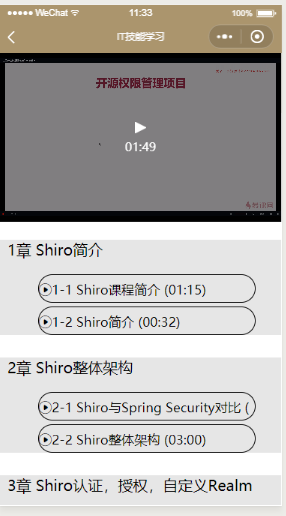 WeChat
11:33
100%
IT技能学习
开源权限管理项目
01:49
1章 Shiro简介
1-1 Shiro课程简介 (01:15)
1-2 Shiro简介 (00:32)
2章 Shiro整体架构
2-1 Shiro与Spring Security对比 (
2-2 Shiro整体架构 (03:00)
3章 Shiro认证，授权，自定义Realm